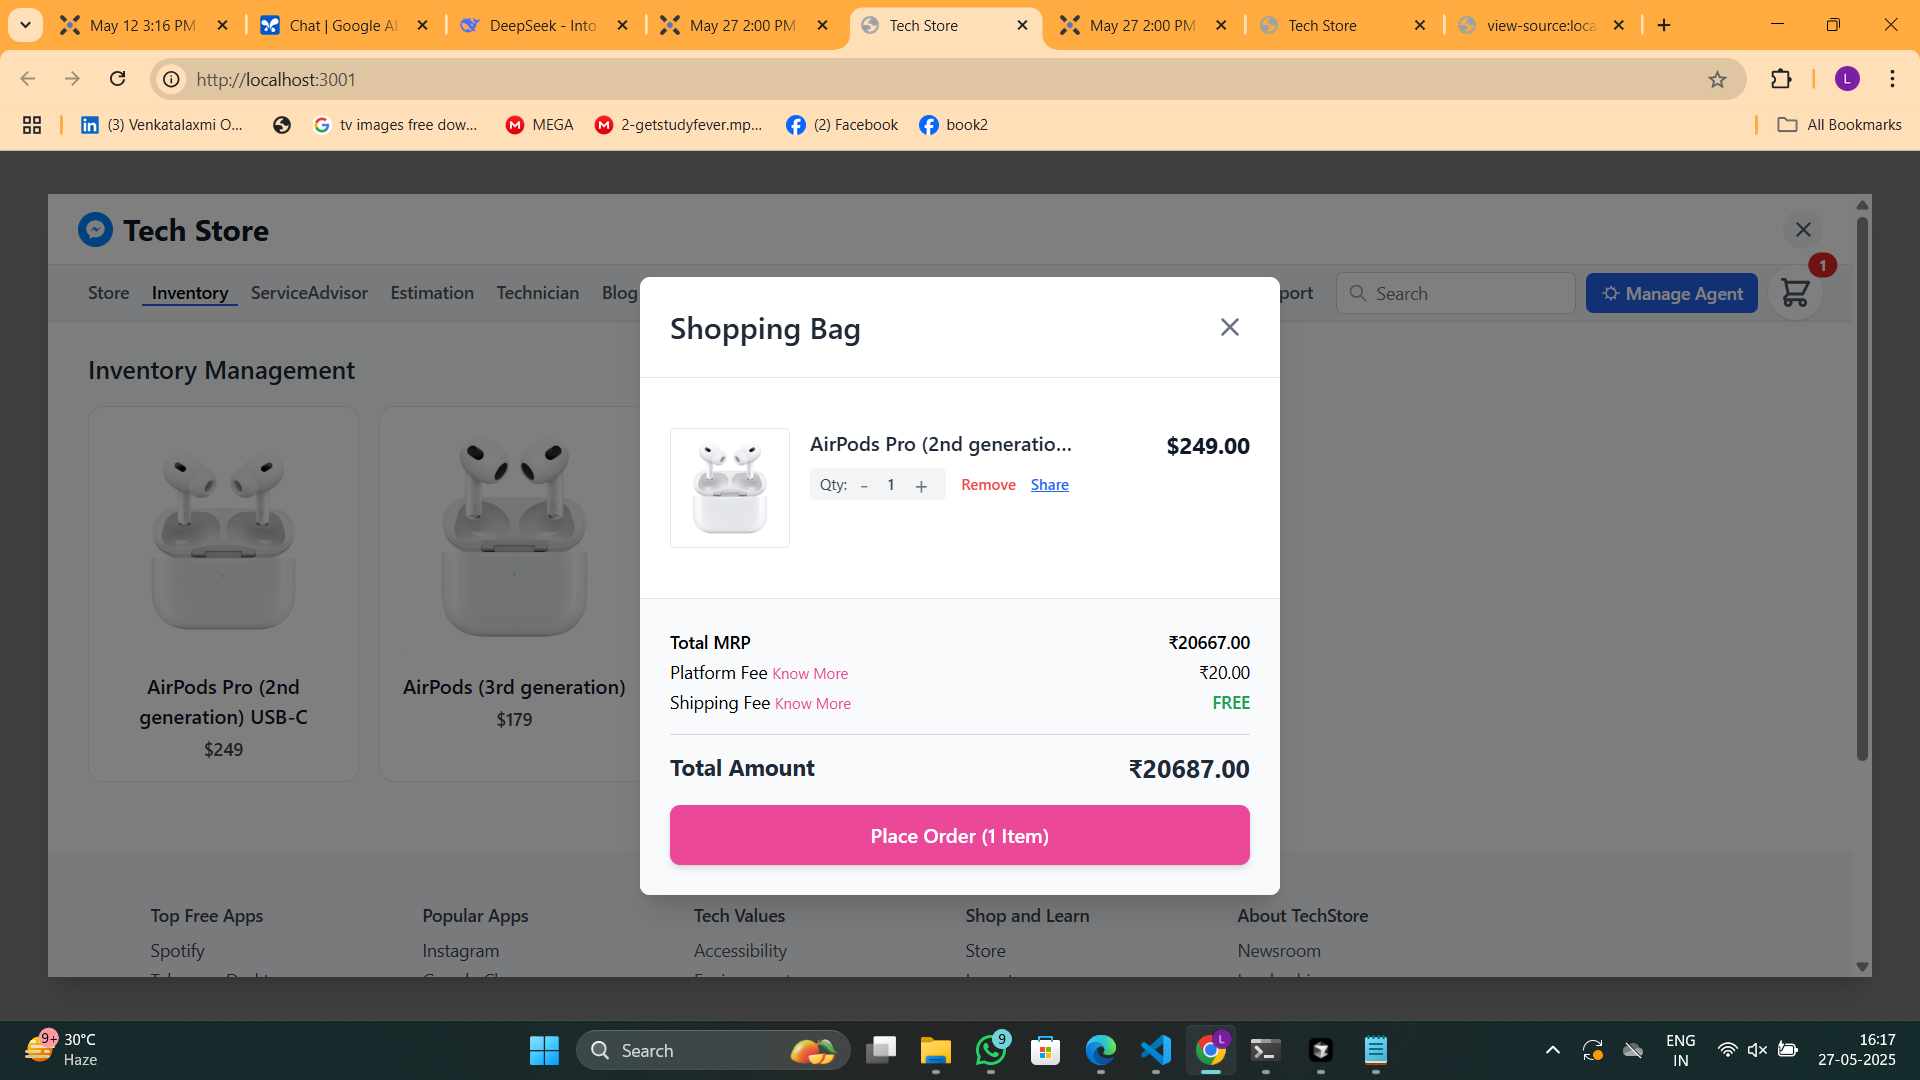 May 12 3:16 PM
Chat | Google AI
DeepSeek - Into
May 27 2:00 PM
Tech Store
May 27 2:00 PM
Tech Store
view-source:loca
http://localhost:3001
L
(3) Venkatalaxmi O...
tv images free dow...
MEGA
2-getstudyfever.mp...
(2) Facebook
book2
All Bookmarks
Tech Store
Store
Inventory
ServiceAdvisor
Estimation
Technician
Blog
port
Search
Manage Agent
1
Inventory Management
AirPods Pro (2nd
generation) USB-C
$249
AirPods (3rd generation)
$179
Shopping Bag
AirPods Pro (2nd generatio...
$249.00
Qty: - 1 +
Remove
Share
Total MRP
₹20667.00
Platform Fee Know More
₹20.00
Shipping Fee Know More
FREE
Total Amount
₹20687.00
Place Order (1 Item)
Top Free Apps
Popular Apps
Tech Values
Shop and Learn
About TechStore
Spotify
Instagram
Accessibility
Store
Newsroom
9+
30°C
Haze
Search
9
L
ENG
IN
16:17
27-05-2025